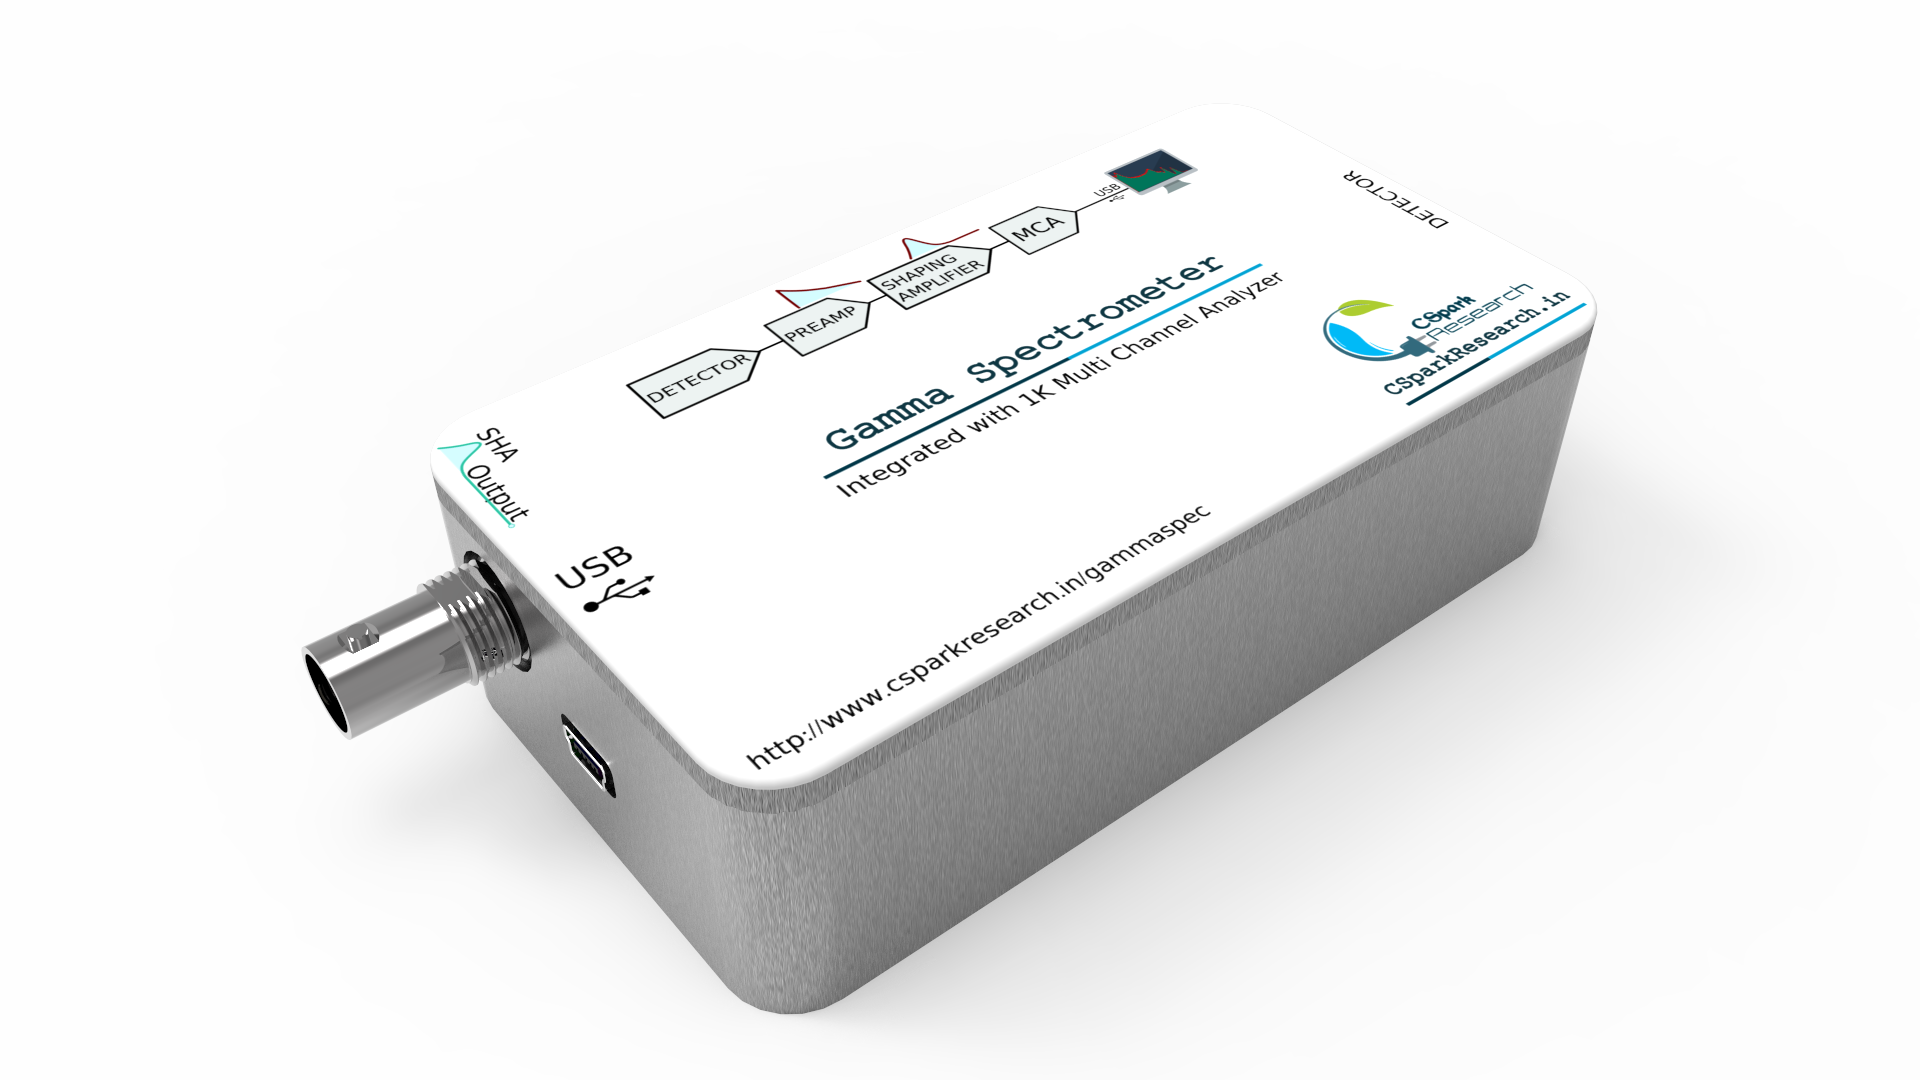 DETECTOR
PREAMP
SHAPING
AMPLIFIER
MCA
USB
DETECTOR
Gamma Spectrometer
Integrated with 1K Multi Channel Analyzer
CSpark
Research
CSparkResearch.in
SHA
Output
USB
http://www.csparkresearch.in/gammaspec